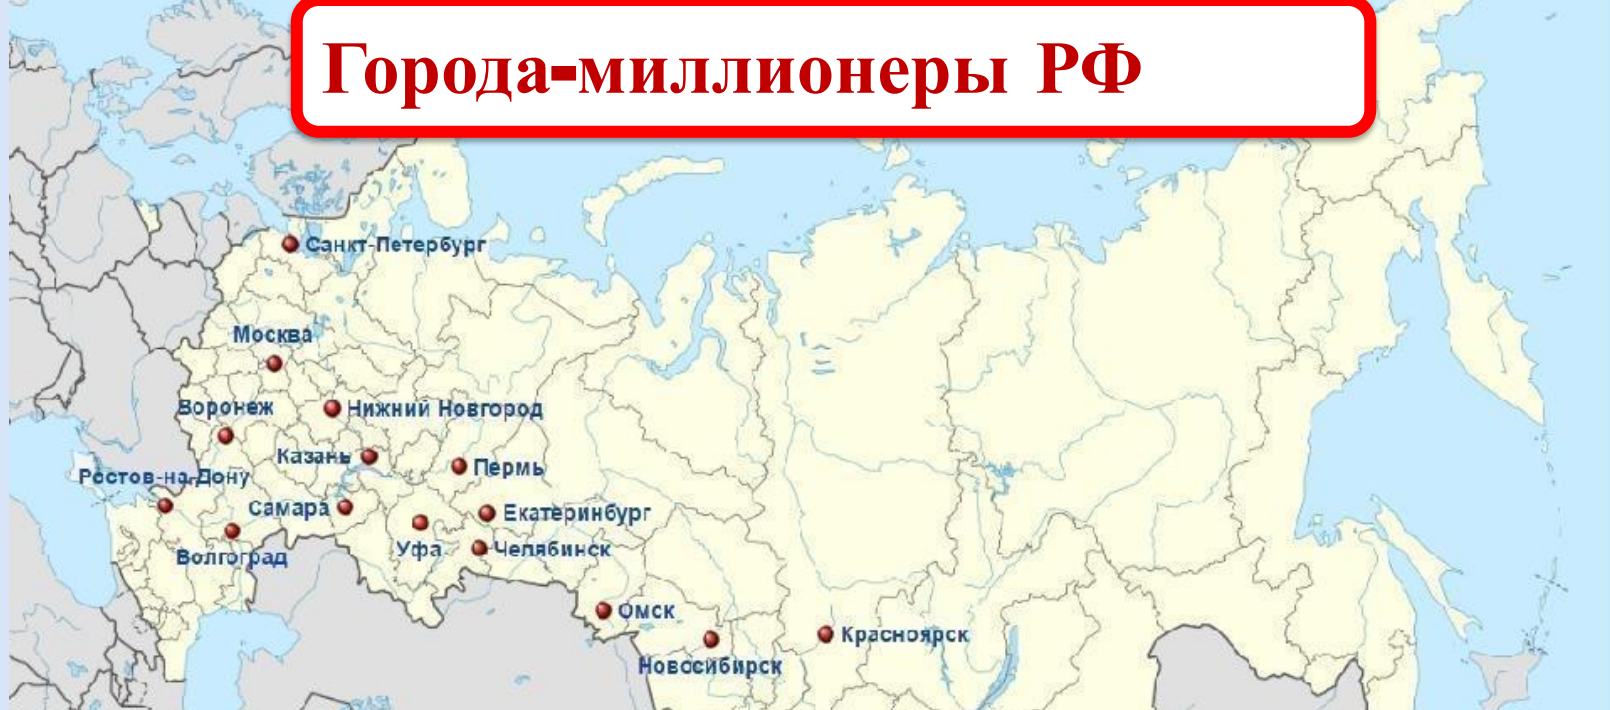 Города-миллионеры РФ
Санкт-Петербург
Москва
Воронеж
Нижний Новгород
Казань
Пермь
Ростов-на-Дону
Самара
Екатеринбург
Волгоград
Уфа
Челябинск
Омск
Красноярск
Новосибирск